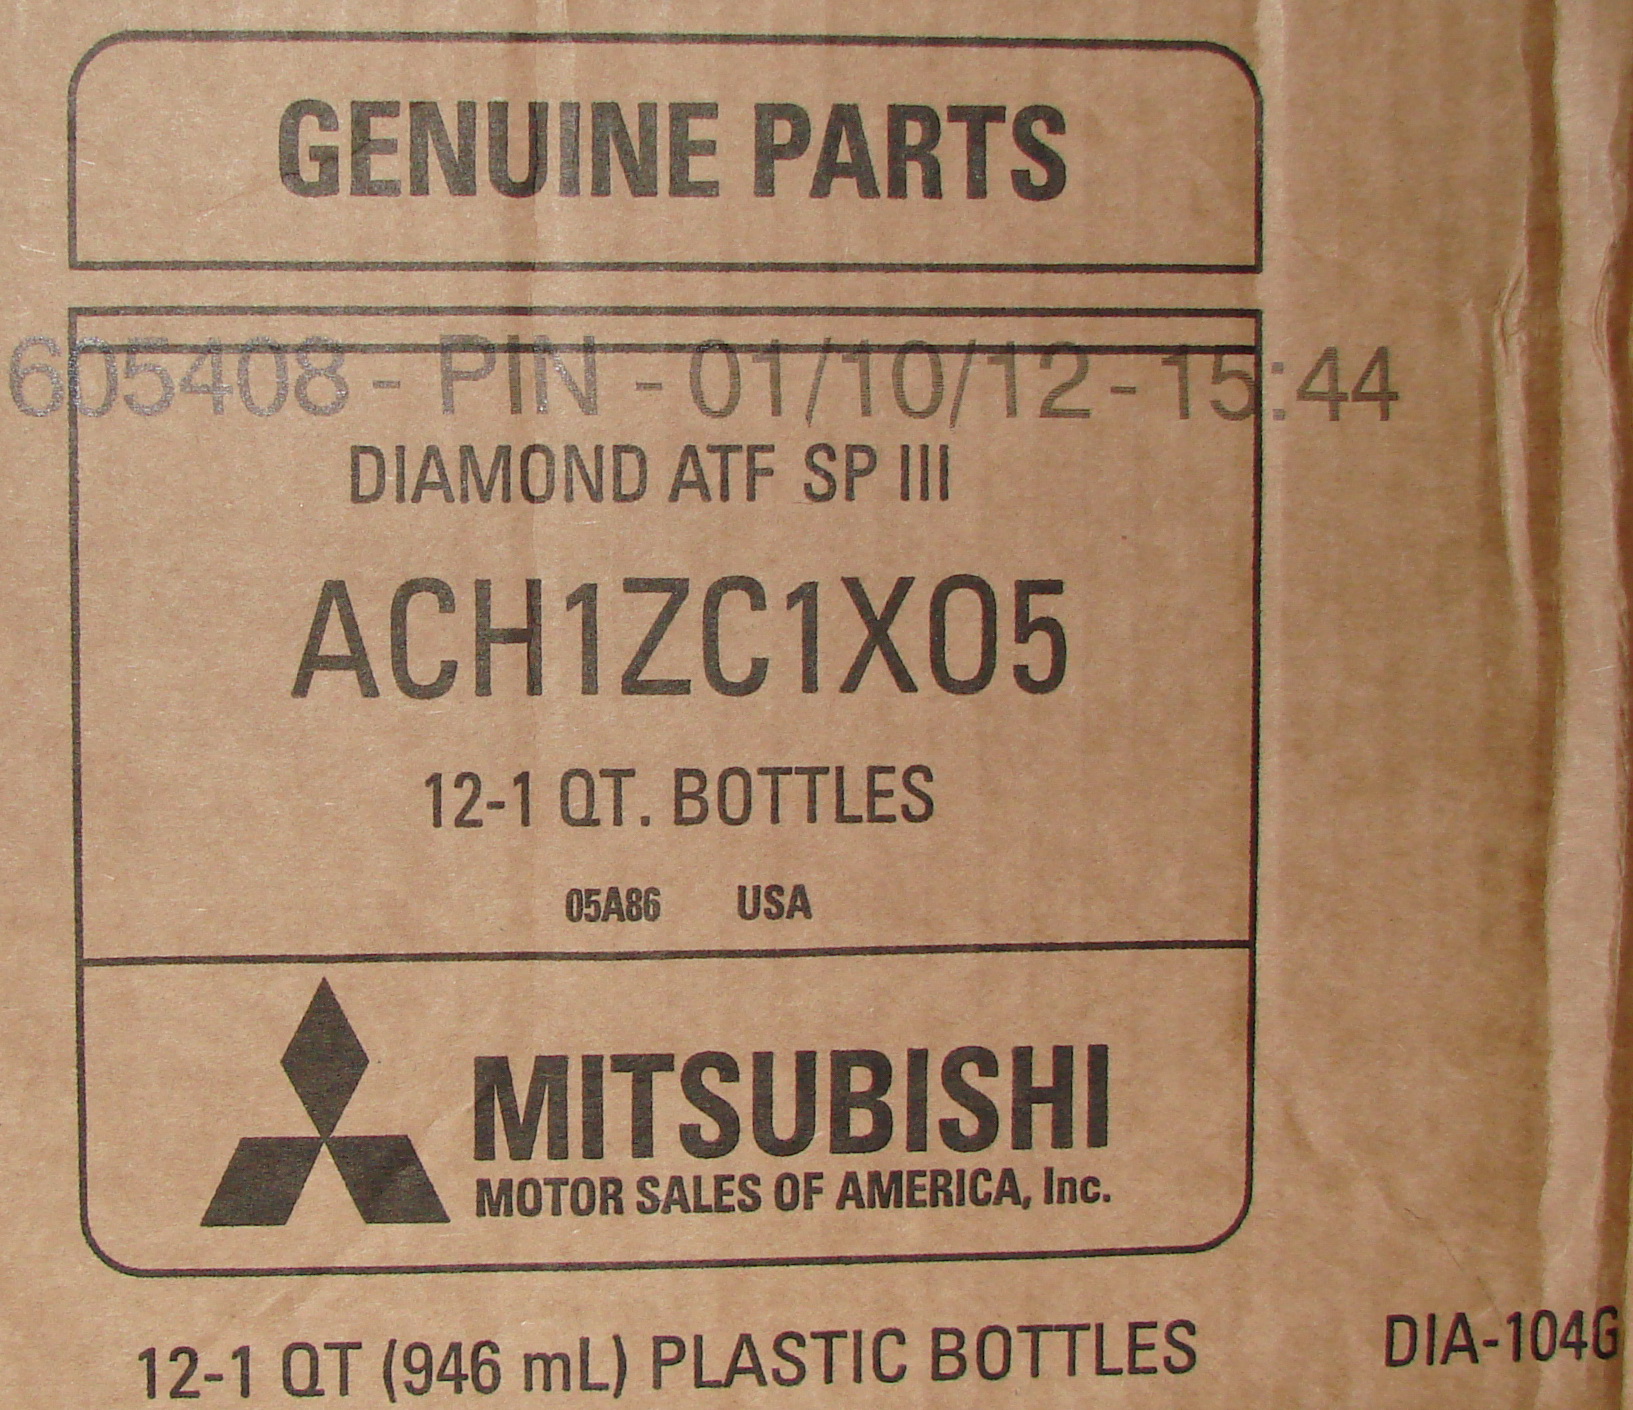 GENUINE PARTS
605408 - PIN - 01/10/12 - 15:44
DIAMOND ATF SP III
ACH1ZC1X05
12-1 QT. BOTTLES
05A86 USA
MITSUBISHI
MOTOR SALES OF AMERICA, Inc.
12-1 QT (946 mL) PLASTIC BOTTLES
DIA-104G